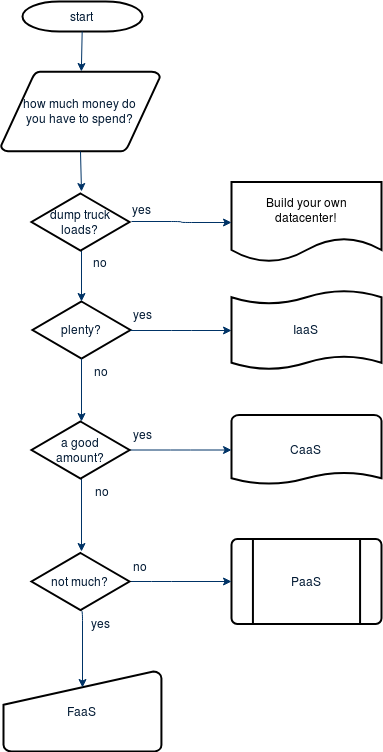 start
how much money do
you have to spend?
dump truck
loads?
yes
Build your own
datacenter!
no
plenty?
yes
IaaS
no
a good
amount?
yes
CaaS
no
not much?
no
PaaS
yes
FaaS